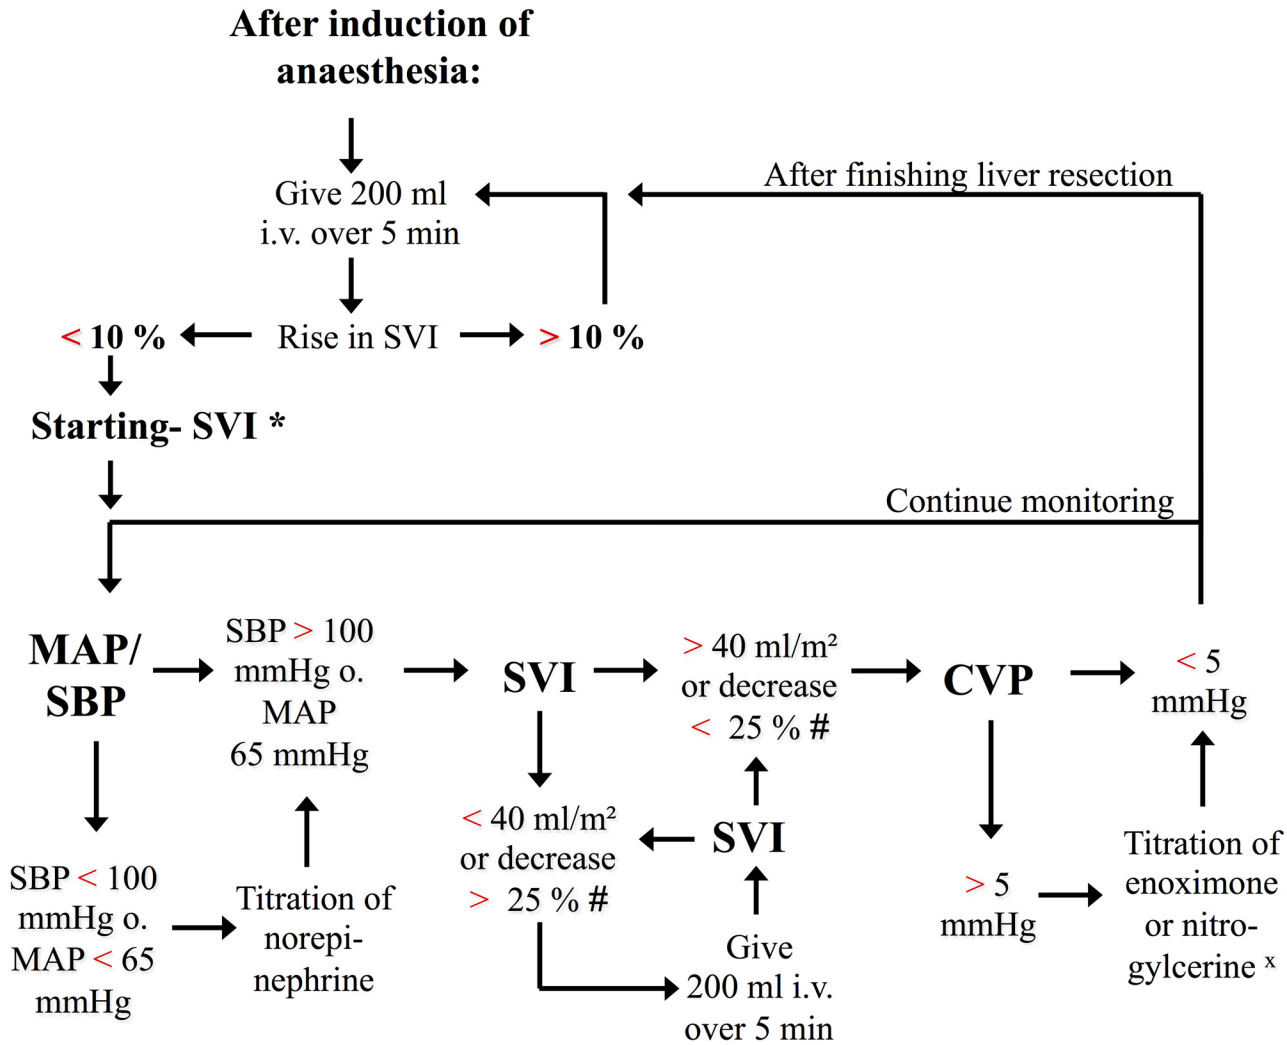 After induction of
anaesthesia:
Give 200 ml
i.v. over 5 min
After finishing liver resection
< 10 %
Rise in SVI
> 10 %
Starting- SVI *
Continue monitoring
MAP/
SBP
SBP > 100
mmHg o.
MAP
65 mmHg
SVI
> 40 ml/m²
or decrease
< 25 % #
CVP
< 5
mmHg
SBP < 100
mmHg o.
MAP < 65
mmHg
Titration of
norepi-
nephrine
< 40 ml/m²
or decrease
> 25 % #
SVI
Give
200 ml i.v.
over 5 min
> 5
mmHg
Titration of
enoximone
or nitro-
gylcerine ˣ